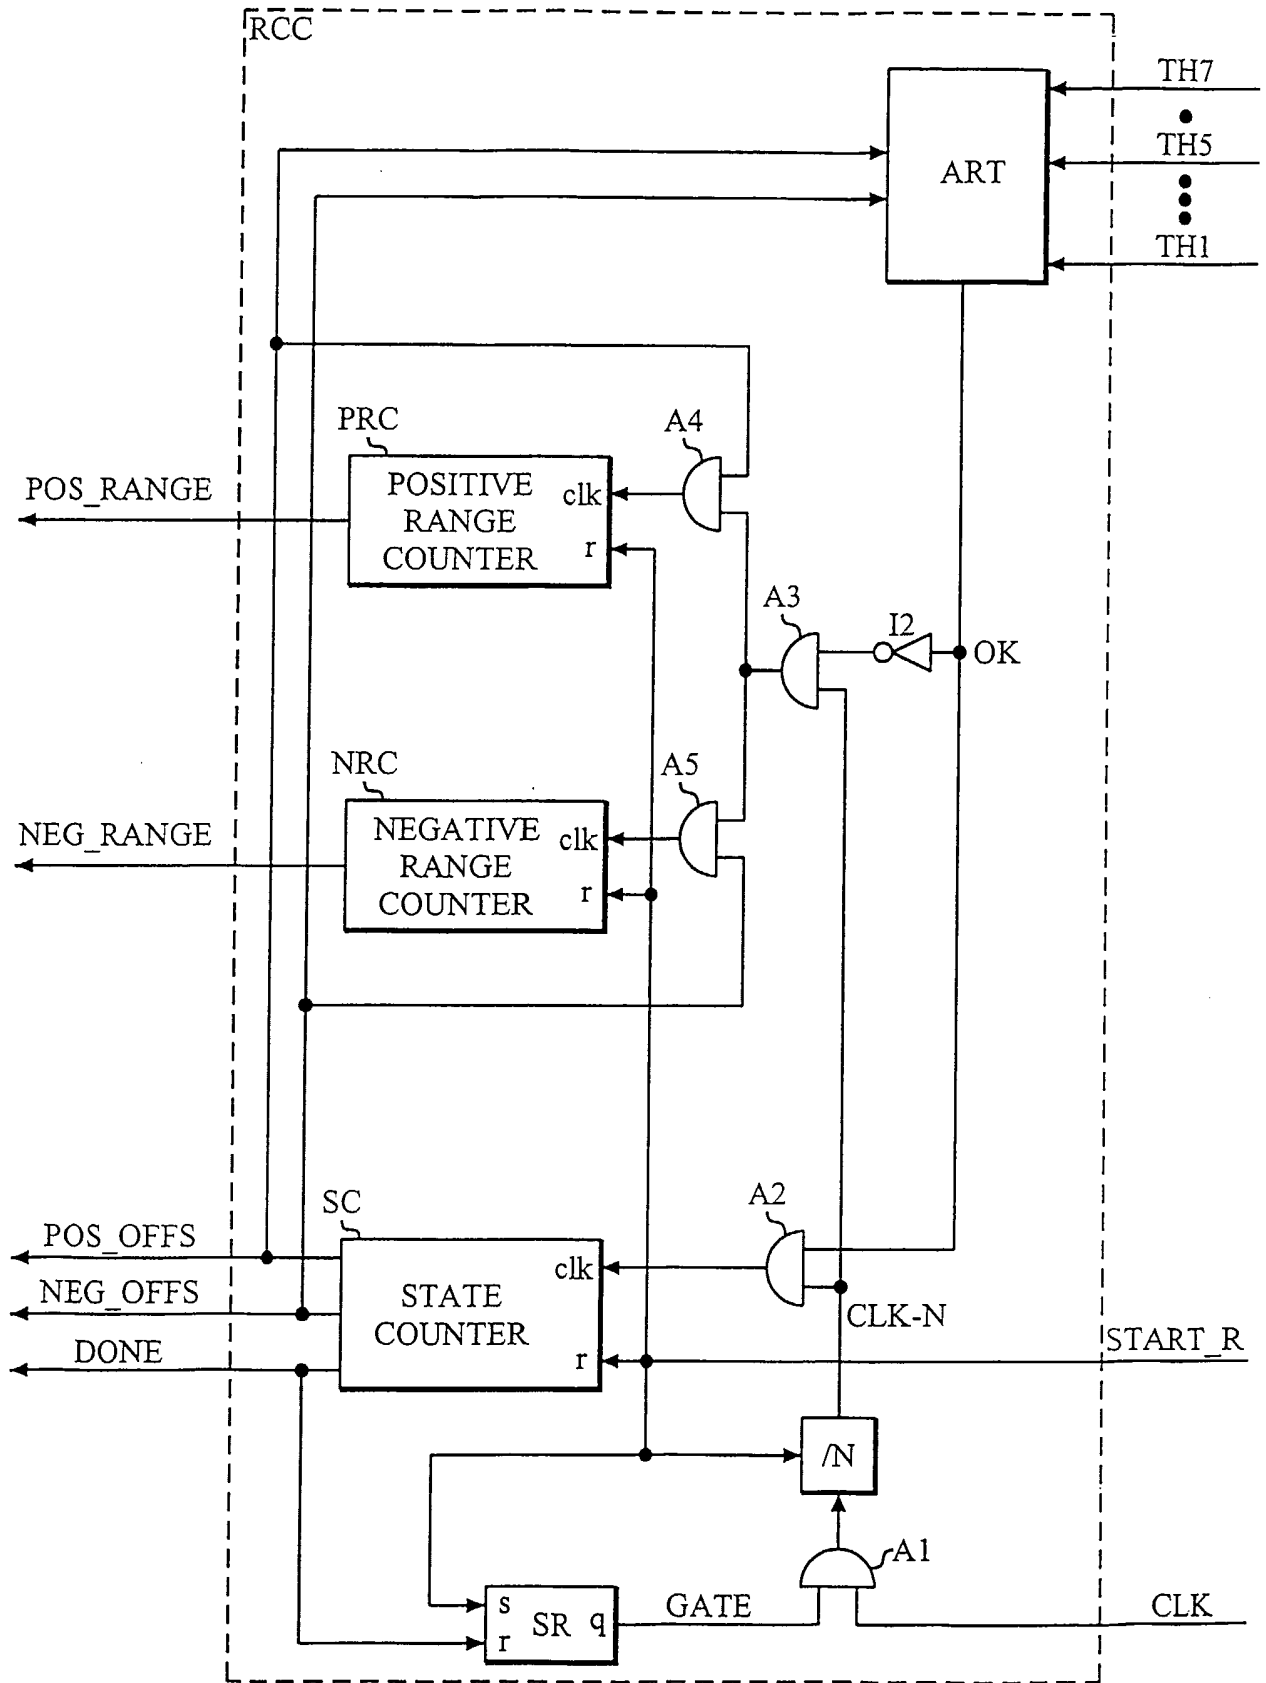 RCC
TH7
TH5
ART
TH1
PRC
A4
POS_RANGE
POSITIVE
RANGE
COUNTER
clk
r
A3
I2
OK
NRC
A5
NEG_RANGE
NEGATIVE
RANGE
COUNTER
clk
r
SC
A2
POS_OFFS
NEG_OFFS
DONE
STATE
COUNTER
clk
r
CLK-N
START_R
/N
A1
s
r
SR
q
GATE
CLK